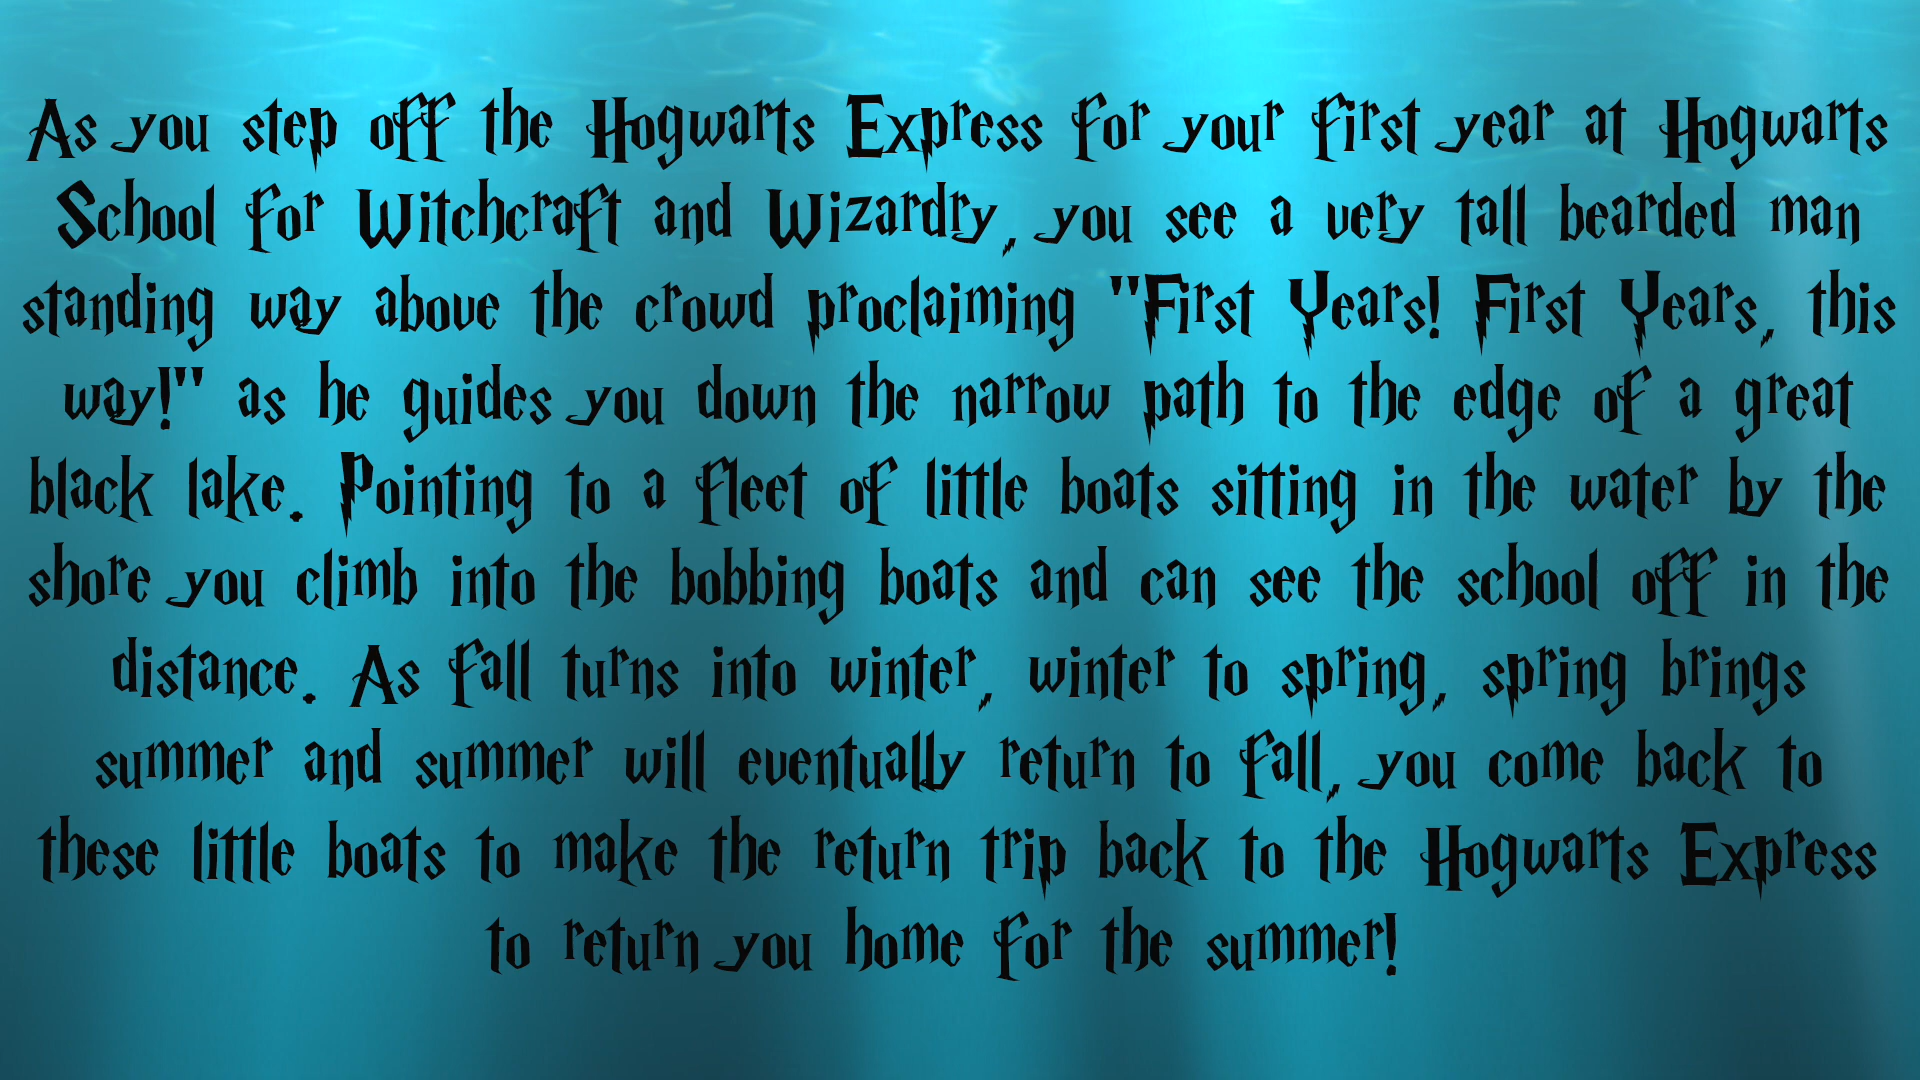 As you step off the Hogwarts Express for your first year at Hogwarts
School for Witchcraft and Wizardry, you see a very tall bearded man
standing way above the crowd proclaiming "First Years! First Years, this
way!" as he guides you down the narrow path to the edge of a great
black lake. Pointing to a fleet of little boats sitting in the water by the
shore you climb into the bobbing boats and can see the school off in the
distance. As fall turns into winter, winter to spring, spring brings
summer and summer will eventually return to fall, you come back to
these little boats to make the return trip back to the Hogwarts Express
to return you home for the summer!